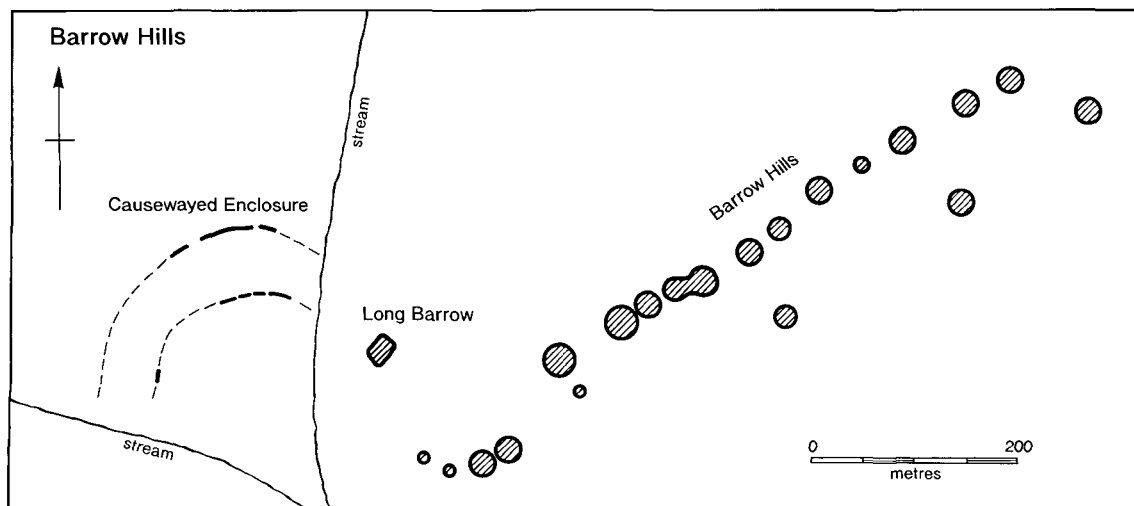 Barrow Hills
stream
Causewayed Enclosure
Barrow Hills
Long Barrow
stream
0 200
metres